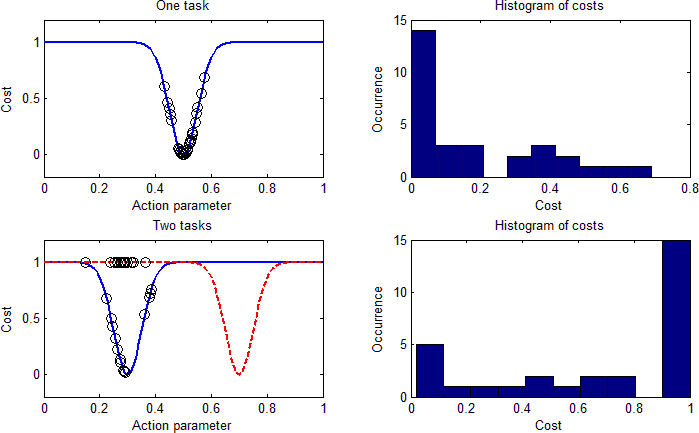 One task
Cost
1
0.5
0
0 0.2 0.4 0.6 0.8 1
Action parameter
Histogram of costs
Occurrence
15
10
5
0
0 0.2 0.4 0.6 0.8
Cost
Two tasks
Cost
1
0.5
0
0 0.2 0.4 0.6 0.8 1
Action parameter
Histogram of costs
Occurrence
15
10
5
0
0 0.2 0.4 0.6 0.8 1
Cost